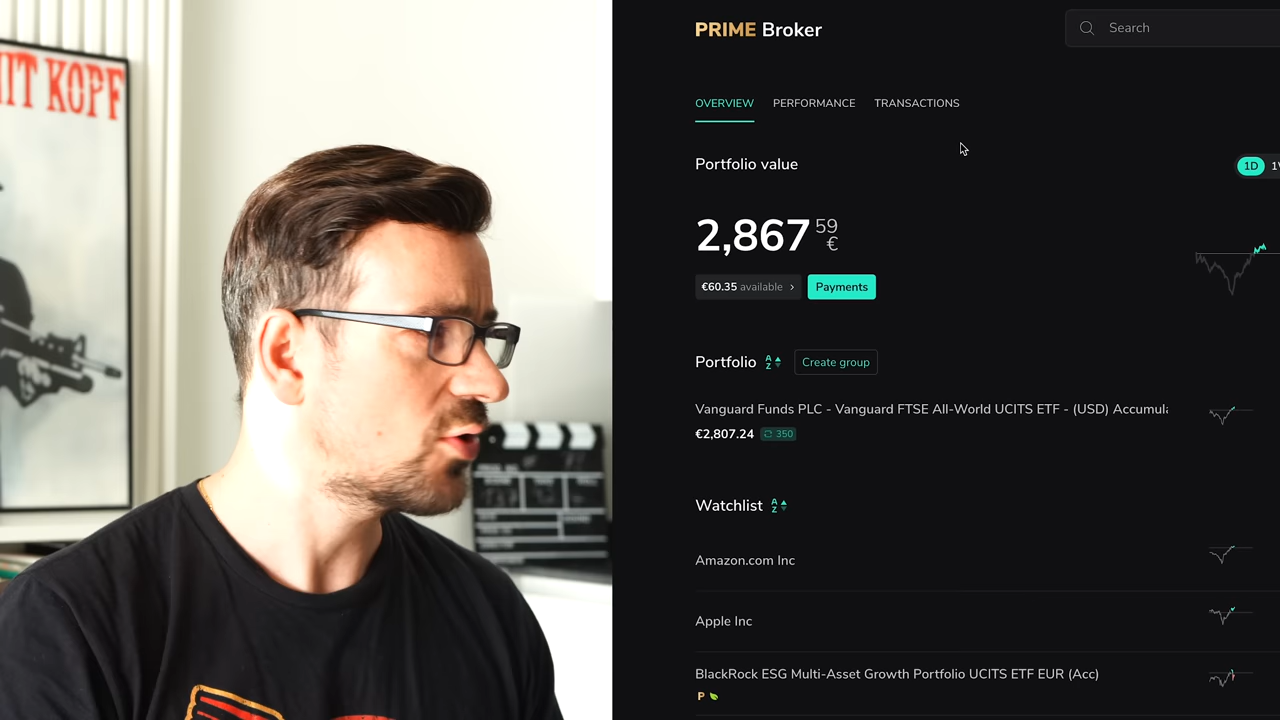 IIT KOPF
PRIME Broker
Search
OVERVIEW PERFORMANCE TRANSACTIONS
Portfolio value
1D
2,867 59 €
€60.35 available
Payments
Portfolio
A Z
Create group
Vanguard Funds PLC - Vanguard FTSE All-World UCITS ETF - (USD) Accumula
€2,807.24 350
Watchlist
A Z
Amazon.com Inc
Apple Inc
BlackRock ESG Multi-Asset Growth Portfolio UCITS ETF EUR (Acc)
P